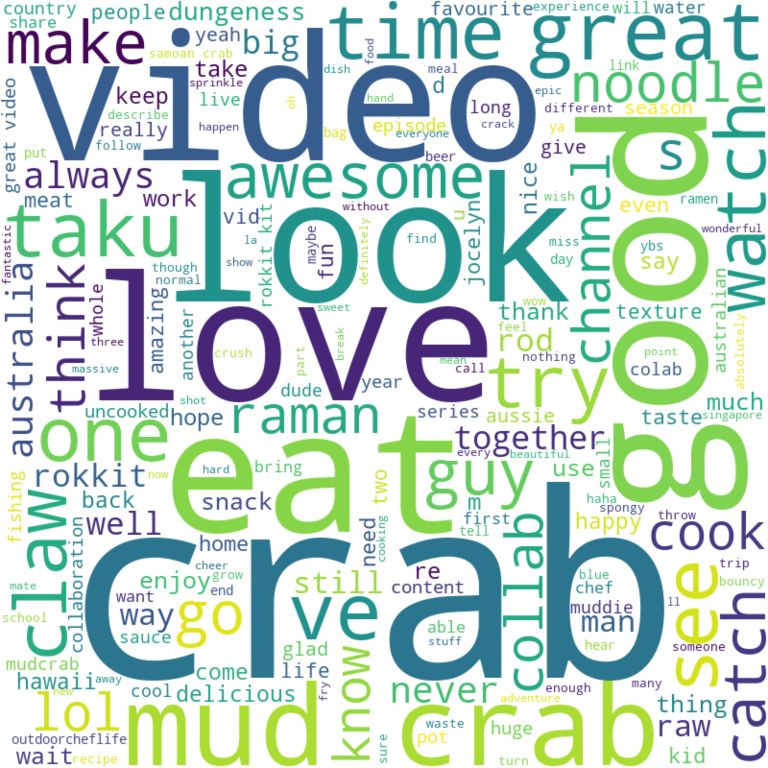 country
share
people
dungeness
favourite
experience
will
water
samoan crab
yeah
big
time
great
make
video
take
sprinkle
dish
food
meal
epic
link
noodle
keep
live
d
long
different
season
describe
really
oh
hand
episode
everyone
ya
great video
follow
happen
bag
beer
crack
give
s
put
always
awesome
nice
channel
good
even
watch
meat
work
vid
look
u
jocelyn
wish
ramen
wonderful
taku
rokkit kit
la
show
maybe
fun
without
definitely
find
miss
day
ybs
say
fantastic
australia
think
though
normal
love
sweet
wow
thank
texture
australian
absolutely
whole
amazing
another
three
massive
crush
part
break
feel
mean
call
rod
nothing
point
colab
shot
dude
year
try
uncooked
hope
raman
series
aussie
taste
much
singapore
one
eat
together
every
beautiful
small
now
hard
bring
guy
use
rokkit
snack
two
m
first
haha
spongy
fishing
claw
back
well
home
cooking
need
tell
collab
happy
throw
cook
crab
mate
collaboration
cheer
enjoy
grow
still
re
content
blue
chef
trip
bouncy
school
want
way
end
go
ve
muddie
man
ll
see
catch
sauce
able
stuff
hear
someone
mudcrab
glad
hawaii
come
life
know
never
enough
many
away
cool
delicious
fry
adventure
thing
lol
new
mud crab
huge
raw
outdoorcheflife
wait
recipe
sure
waste
pot
turn
kid